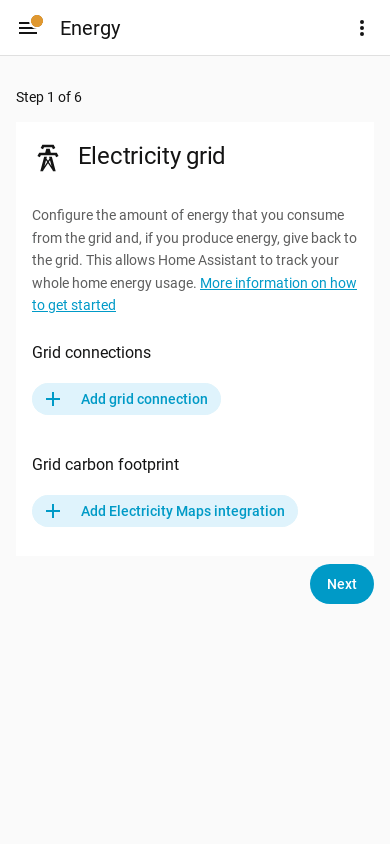 Energy
Step 1 of 6
Electricity grid
Configure the amount of energy that you consume
from the grid and, if you produce energy, give back to
the grid. This allows Home Assistant to track your
whole home energy usage. More information on how
to get started
Grid connections
Add grid connection
Grid carbon footprint
Add Electricity Maps integration
Next